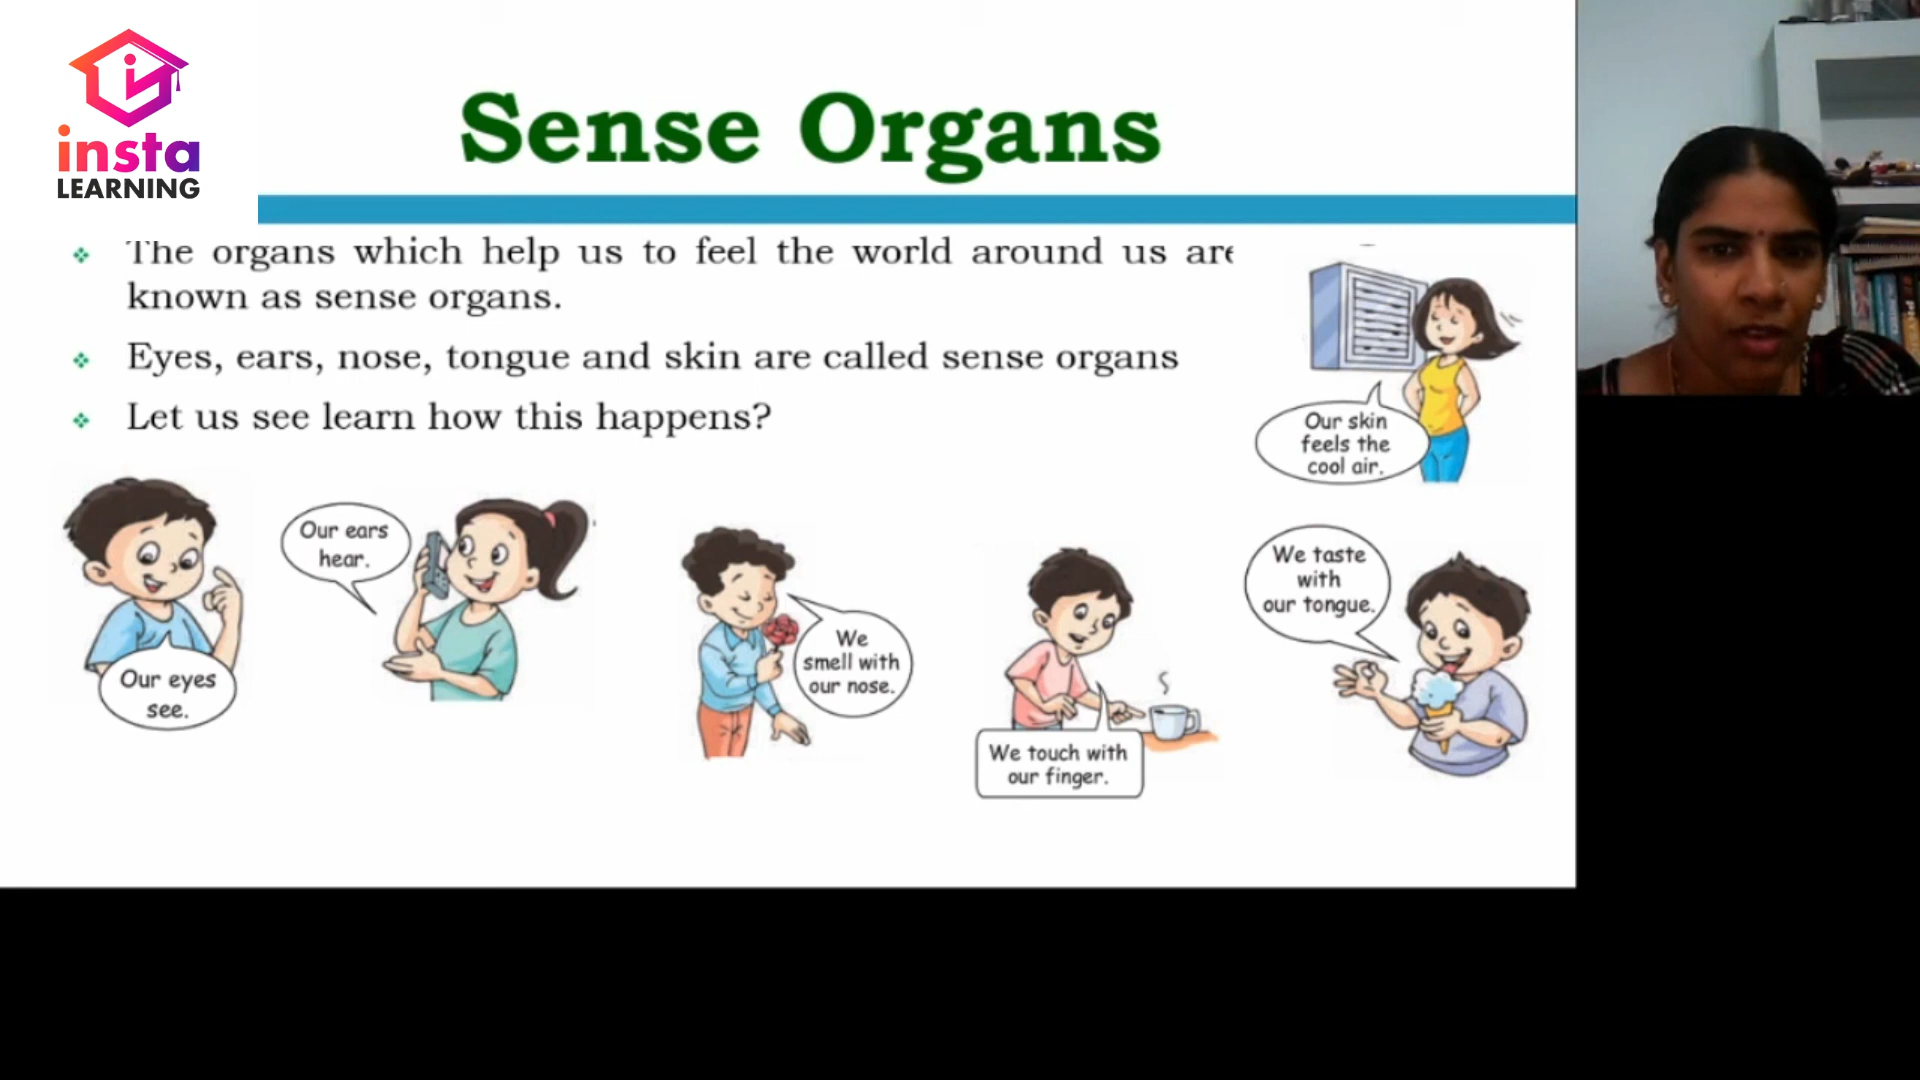 insta
LEARNING
Sense Organs
The organs which help us to feel the world around us are
known as sense organs.
Eyes, ears, nose, tongue and skin are called sense organs
Let us see learn how this happens?
Our skin
feels the
cool air.
Our eyes
see.
Our ears
hear.
We
smell with
our nose.
We touch with
our finger.
We taste
with
our tongue.